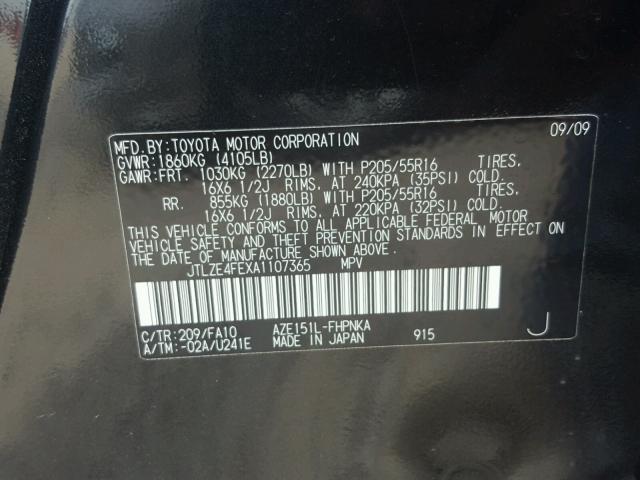 MFD.BY:TOYOTA MOTOR CORPORATION 09/09
GVWR:1860KG (4105LB)
GAWR:FRT. 1030KG (2270LB) WITH P205/55R16 TIRES.
16X6 1/2J RIMS. AT 240KPA (35PSI) COLD.
RR. 855KG (1880LB) WITH P205/55R16 TIRES.
16X6 1/2J RIMS. AT 220KPA (32PSI) COLD.
THIS VEHICLE CONFORMS TO ALL APPLICABLE FEDERAL MOTOR
VEHICLE SAFETY AND THEFT PREVENTION STANDARDS IN EFFECT ON
THE DATE OF MANUFACTURE SHOWN ABOVE.
JTLZE4FEXA1107365 MPV
C/TR:209/FA10 AZE151L-FHPNKA
A/TM:-02A/U241E MADE IN JAPAN 915 J